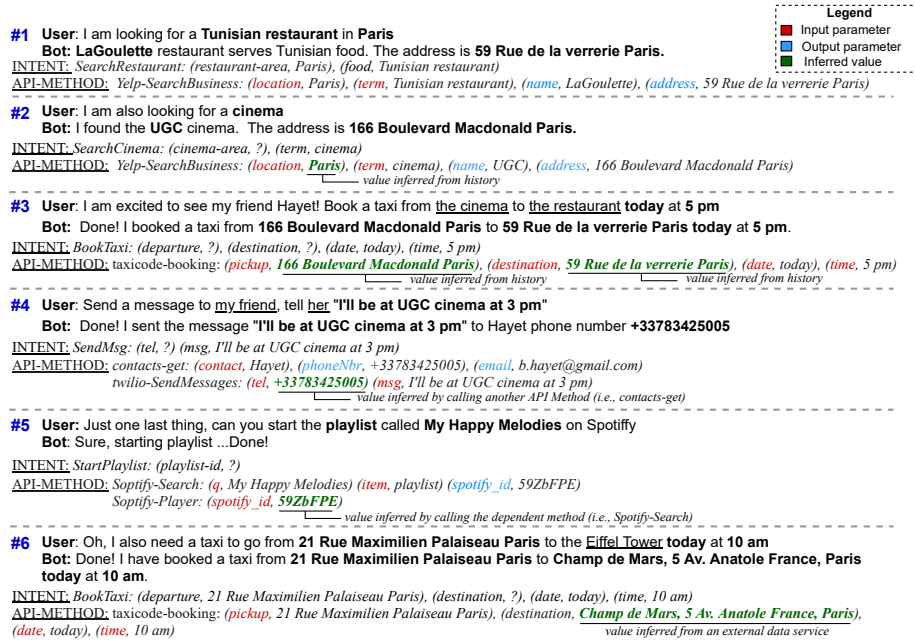 Legend
Input parameter
Output parameter
Inferred value
#1 User: I am looking for a Tunisian restaurant in Paris
Bot: LaGoulette restaurant serves Tunisian food. The address is 59 Rue de la verrerie Paris.
INTENT: SearchRestaurant: (restaurant-area, Paris), (food, Tunisian restaurant)
API-METHOD: Yelp-SearchBusiness: (location, Paris), (term, Tunisian restaurant), (name, LaGoulette), (address, 59 Rue de la verrerie Paris)
#2 User: I am also looking for a cinema
Bot: I found the UGC cinema. The address is 166 Boulevard Macdonald Paris.
INTENT: SearchCinema: (cinema-area, ?), (term, cinema)
API-METHOD: Yelp-SearchBusiness: (location, Paris), (term, cinema), (name, UGC), (address, 166 Boulevard Macdonald Paris)
value inferred from history
#3 User: I am excited to see my friend Hayet! Book a taxi from the cinema to the restaurant today at 5 pm
Bot: Done! I booked a taxi from 166 Boulevard Macdonald Paris to 59 Rue de la verrerie Paris today at 5 pm.
INTENT: BookTaxi: (departure, ?), (destination, ?), (date, today), (time, 5 pm)
API-METHOD: taxicode-booking: (pickup, 166 Boulevard Macdonald Paris), (destination, 59 Rue de la verrerie Paris), (date, today), (time, 5 pm)
value inferred from history value inferred from history
#4 User: Send a message to my friend, tell her "I'll be at UGC cinema at 3 pm"
Bot: Done! I sent the message "I'll be at UGC cinema at 3 pm" to Hayet phone number +33783425005
INTENT: SendMsg: (tel, ?) (msg, I'll be at UGC cinema at 3 pm)
API-METHOD: contacts-get: (contact, Hayet), (phoneNbr, +33783425005), (email, b.hayet@gmail.com)
twilio-SendMessages: (tel, +33783425005) (msg, I'll be at UGC cinema at 3 pm)
value inferred by calling another API Method (i.e., contacts-get)
#5 User: Just one last thing, can you start the playlist called My Happy Melodies on Spotiffy
Bot: Sure, starting playlist ...Done!
INTENT: StartPlaylist: (playlist-id, ?)
API-METHOD: Soptify-Search: (q, My Happy Melodies) (item, playlist) (spotify_id, 59ZbFPE)
Soptify-Player: (spotify_id, 59ZbFPE)
value inferred by calling the dependent method (i.e., Spotify-Search)
#6 User: Oh, I also need a taxi to go from 21 Rue Maximilien Palaiseau Paris to the Eiffel Tower today at 10 am
Bot: Done! I have booked a taxi from 21 Rue Maximilien Palaiseau Paris to Champ de Mars, 5 Av. Anatole France, Paris
today at 10 am.
INTENT: BookTaxi: (departure, 21 Rue Maximilien Palaiseau Paris), (destination, ?), (date, today), (time, 10 am)
API-METHOD: taxicode-booking: (pickup, 21 Rue Maximilien Palaiseau Paris), (destination, Champ de Mars, 5 Av. Anatole France, Paris),
(date, today), (time, 10 am)
value inferred from an external data service